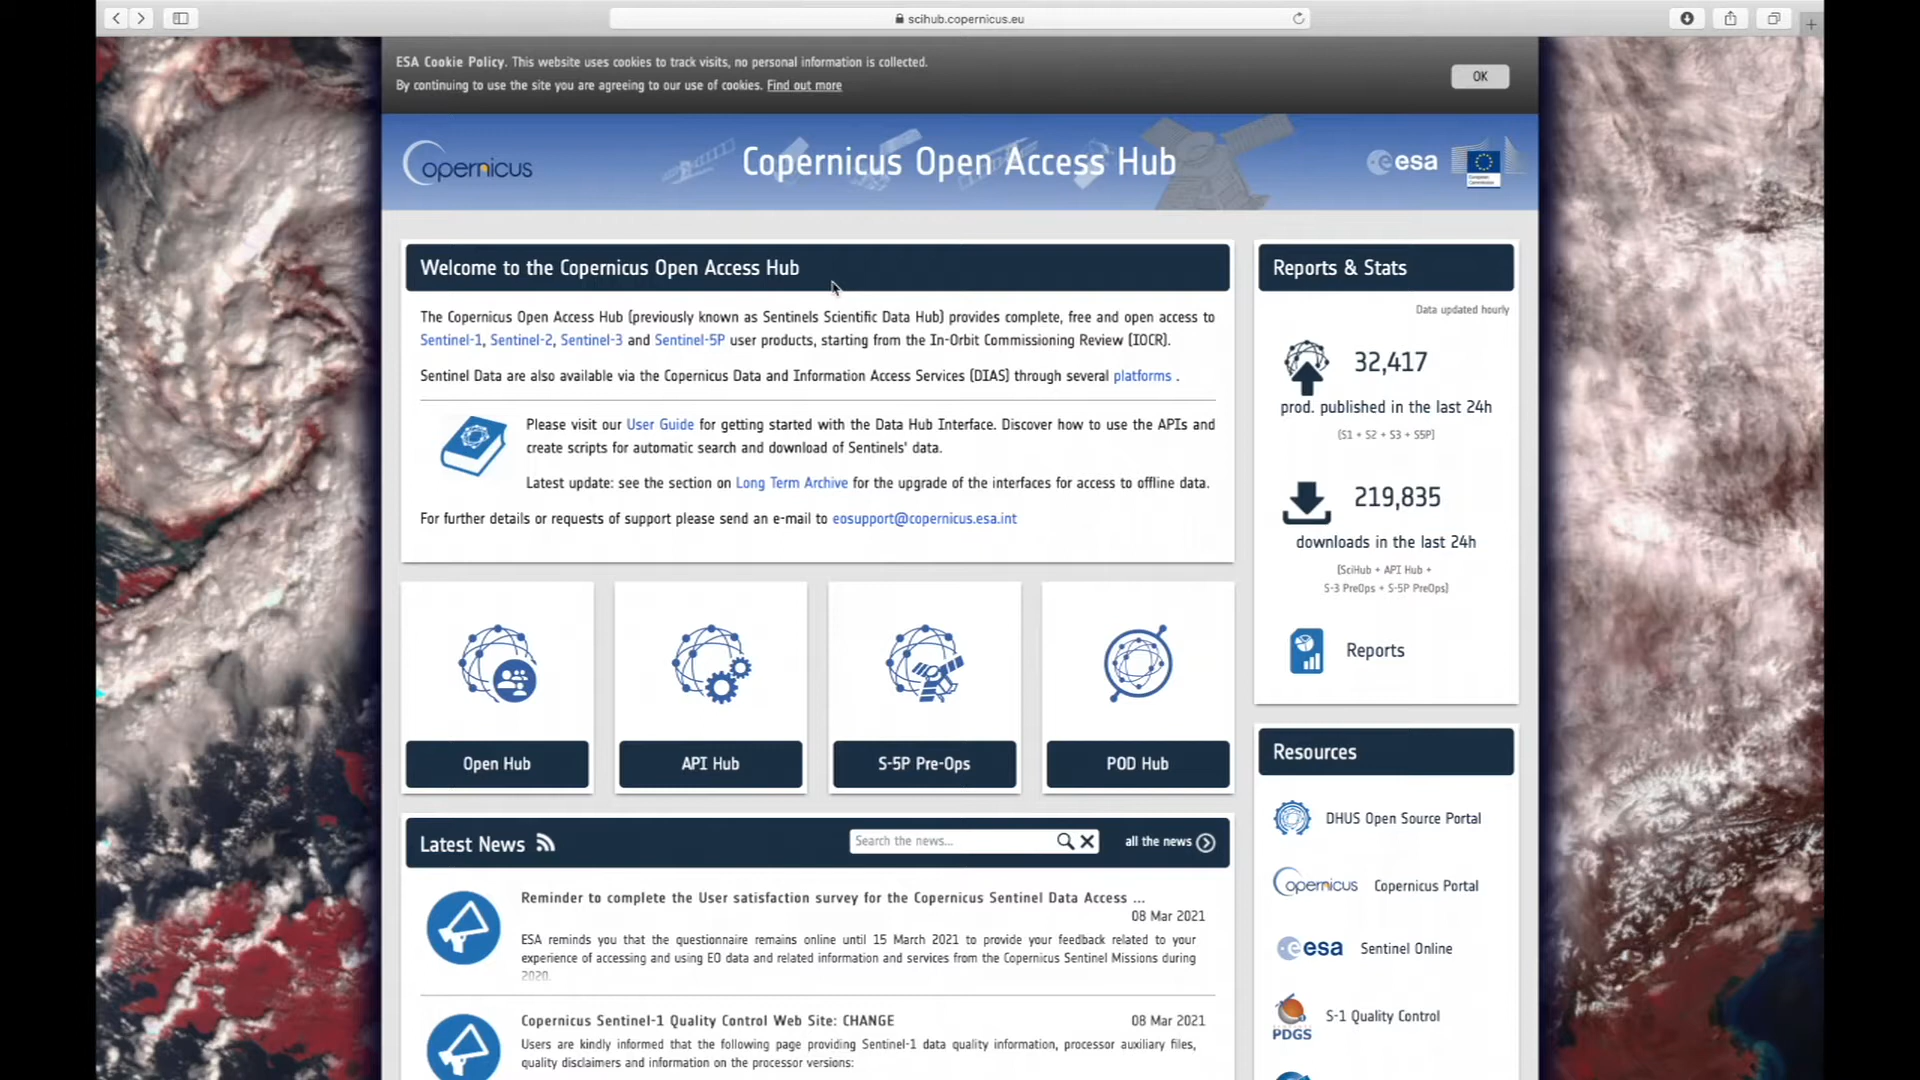 scihub.copernicus.eu
ESA Cookie Policy. This website uses cookies to track visits, no personal information is collected.
By continuing to use the site you are agreeing to our use of cookies. Find out more
OK
opernicus
Copernicus Open Access Hub
esa
Welcome to the Copernicus Open Access Hub
The Copernicus Open Access Hub (previously known as Sentinels Scientific Data Hub) provides complete, free and open access to
Sentinel-1, Sentinel-2, Sentinel-3 and Sentinel-5P user products, starting from the In-Orbit Commissioning Review (IOCR).
Sentinel Data are also available via the Copernicus Data and Information Access Services (DIAS) through several platforms .
Please visit our User Guide for getting started with the Data Hub Interface. Discover how to use the APIs and
create scripts for automatic search and download of Sentinels' data.
Latest update: see the section on Long Term Archive for the upgrade of the interfaces for access to offline data.
For further details or requests of support please send an e-mail to eosupport@copernicus.esa.int
Open Hub
API Hub
S-5P Pre-Ops
POD Hub
Latest News
Search the news...
all the news
Reminder to complete the User satisfaction survey for the Copernicus Sentinel Data Access ...
08 Mar 2021
ESA reminds you that the questionnaire remains online until 15 March 2021 to provide your feedback related to your
experience of accessing and using EO data and related information and services from the Copernicus Sentinel Missions during
2020.
Copernicus Sentinel-1 Quality Control Web Site: CHANGE
08 Mar 2021
Users are kindly informed that the following page providing Sentinel-1 data quality information, processor auxiliary files,
quality disclaimers and information on the processor versions:
Reports & Stats
Data updated hourly
32,417
prod. published in the last 24h
(S1 + S2 + S3 + S5P)
219,835
downloads in the last 24h
(SciHub + API Hub +
S-3 PreOps + S-5P PreOps)
Reports
Resources
DHUS Open Source Portal
opernicus
Copernicus Portal
esa
Sentinel Online
PDGS
S-1 Quality Control